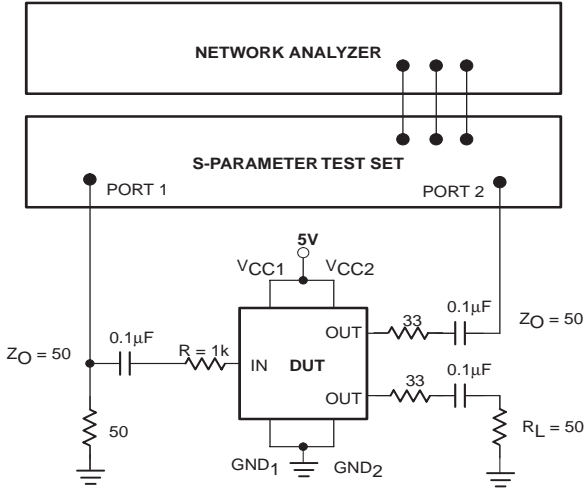 NETWORK ANALYZER
S-PARAMETER TEST SET
PORT 1
PORT 2
5V
VCC1
VCC2
0.1μF
33
OUT
ZO = 50
0.1μF
R = 1k
IN
DUT
ZO = 50
33
0.1μF
OUT
50
RL = 50
GND1
GND2